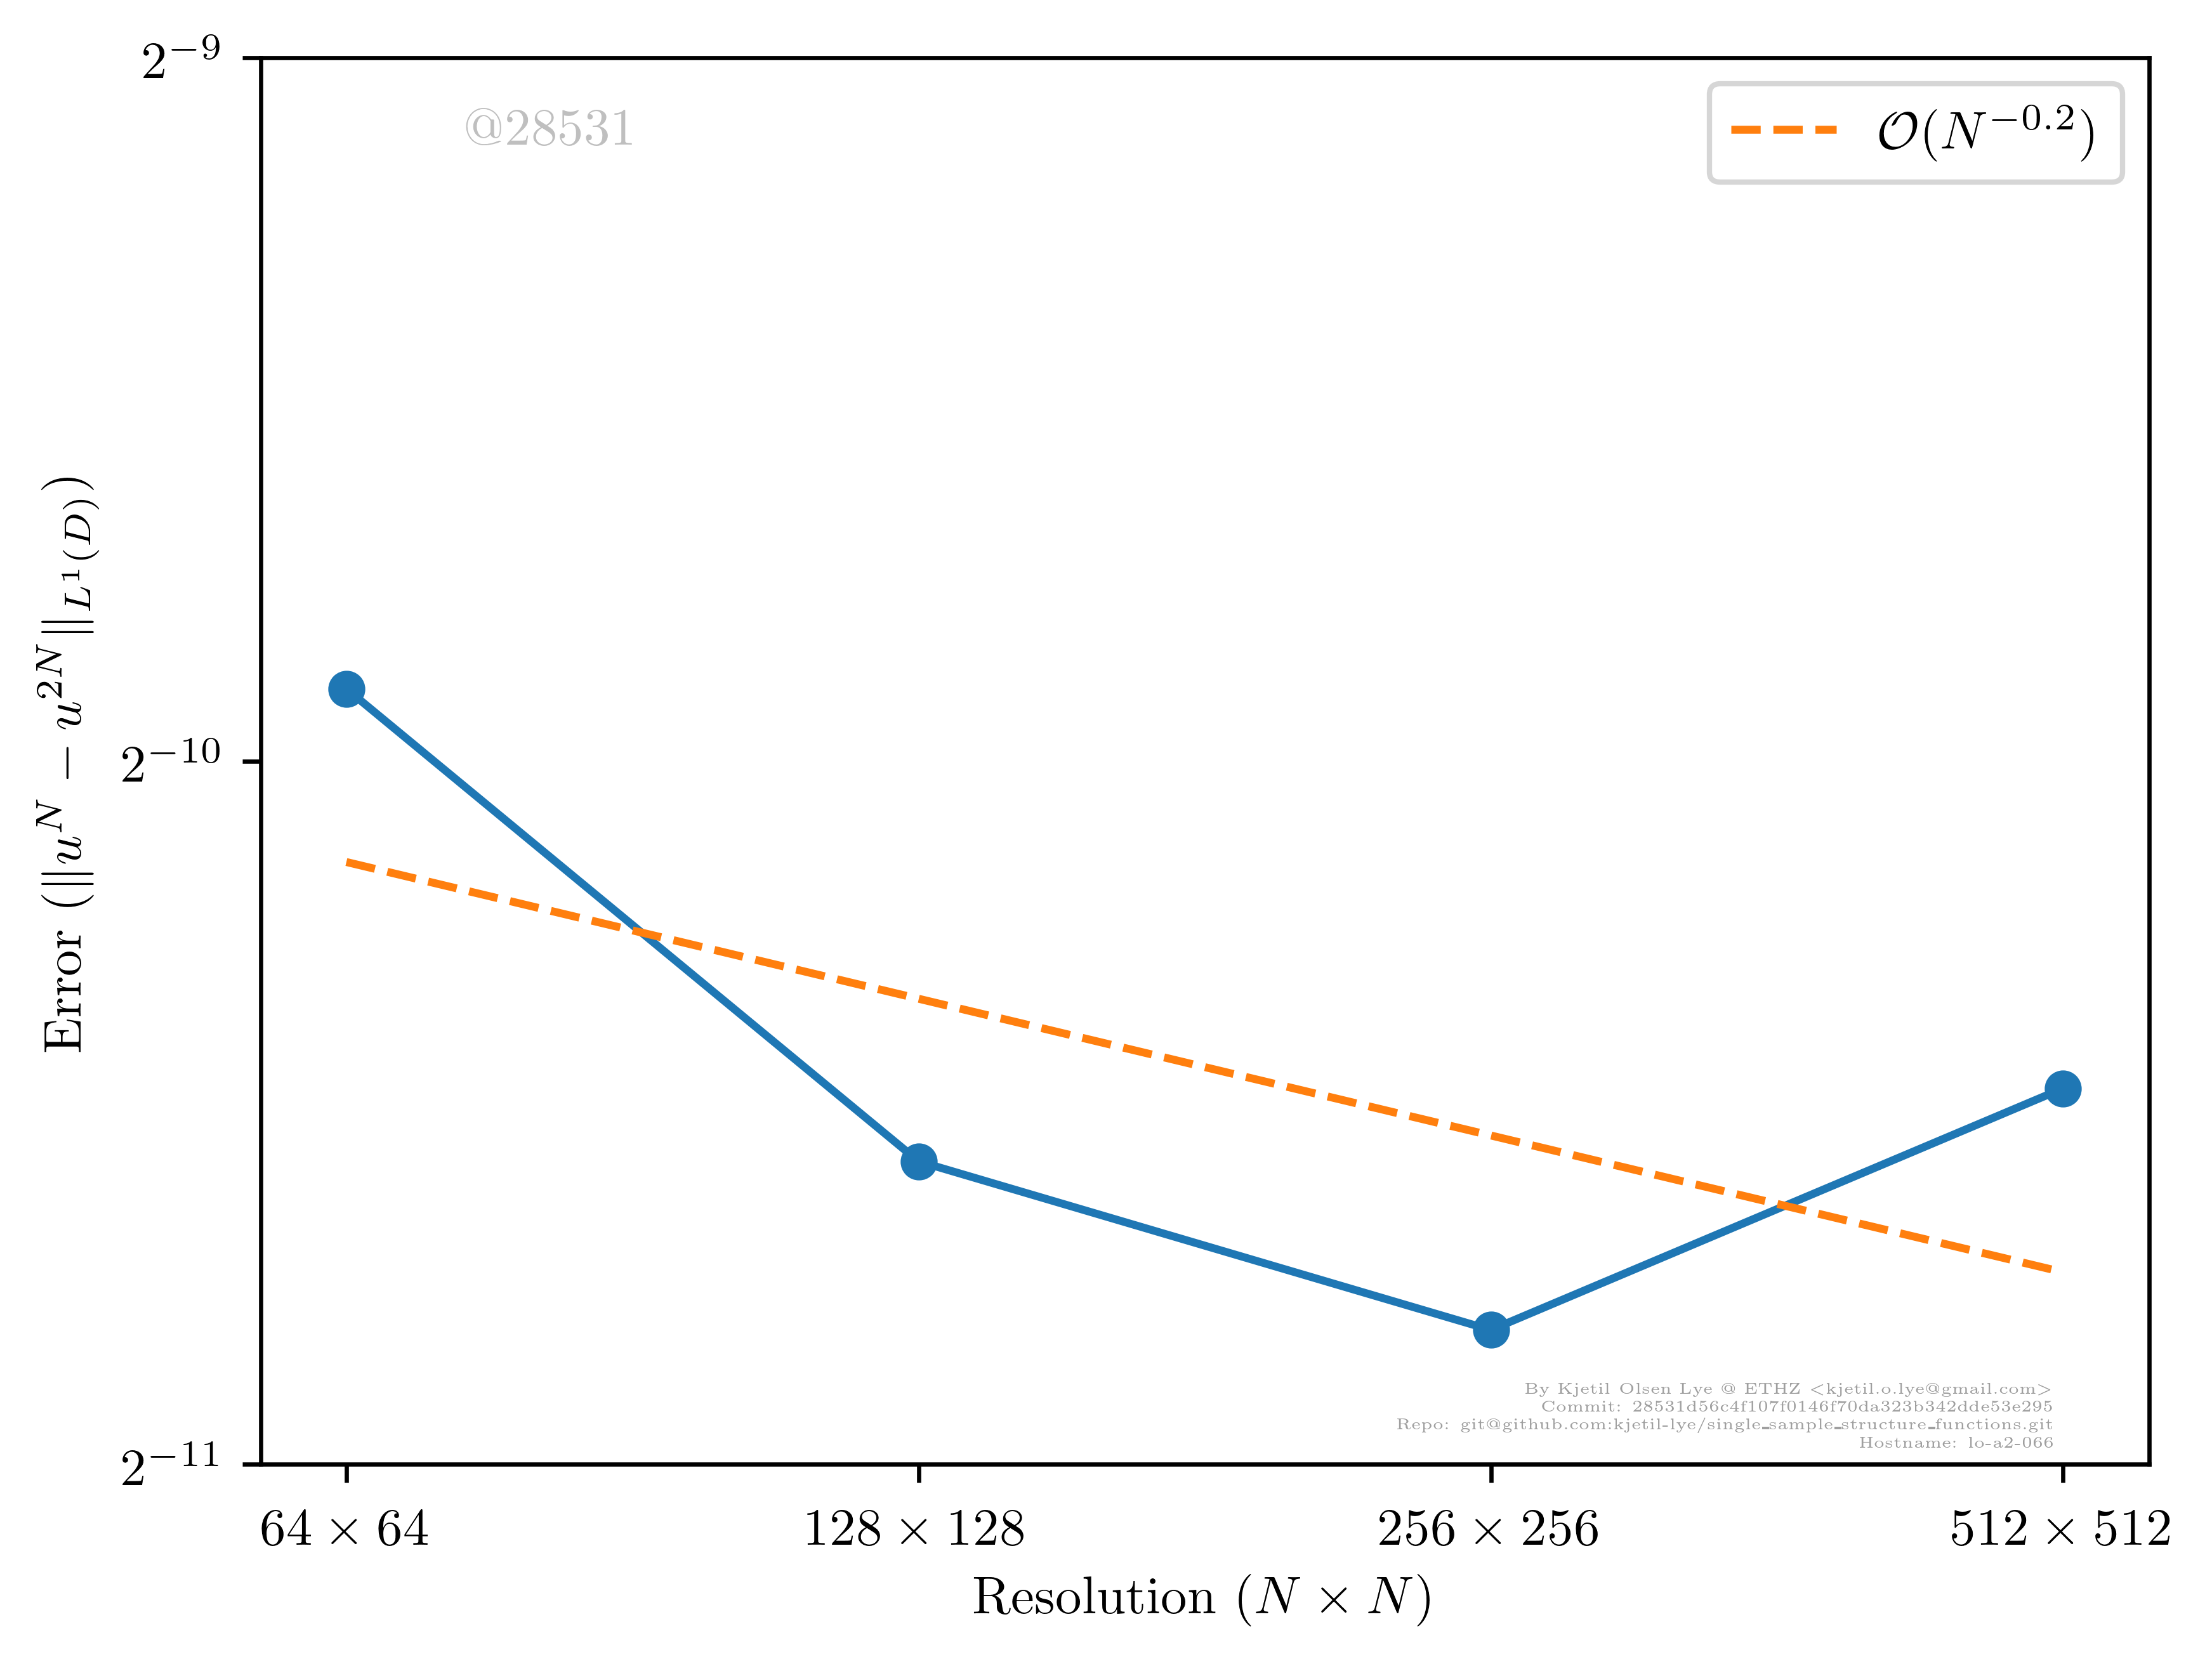 2^{-9}
@28531
$\mathcal{O}(N^{-0.2})$
Error ($\|u^N - u^{2N}\|_{L^1(D)}$)
2^{-10}
By Kjetil Olsen Lye @ ETHZ <kjetil.o.lye@gmail.com>
Commit: 28531d56c4f107f0146f70da323b342dde53e295
Repo: git@github.com:kjetil-lye/single_sample_structure_functions.git
Hostname: lo-a2-066
2^{-11}
64 × 64 128 × 128 256 × 256 512 × 512
Resolution (N × N)